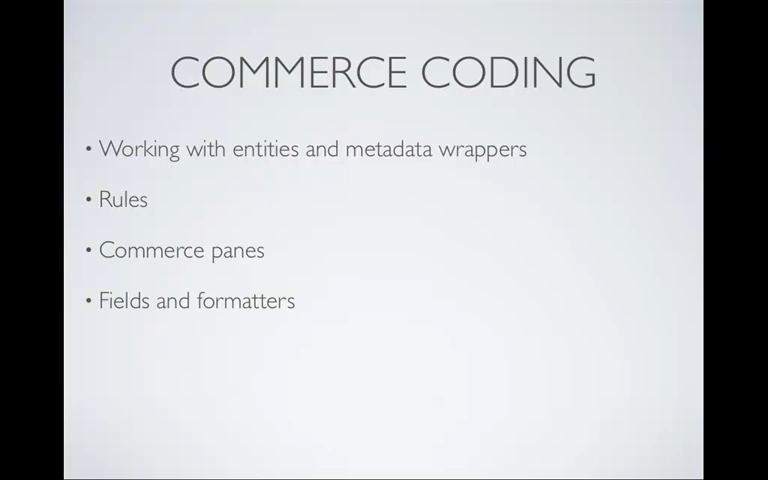 COMMERCE CODING
• Working with entities and metadata wrappers
• Rules
• Commerce panes
• Fields and formatters